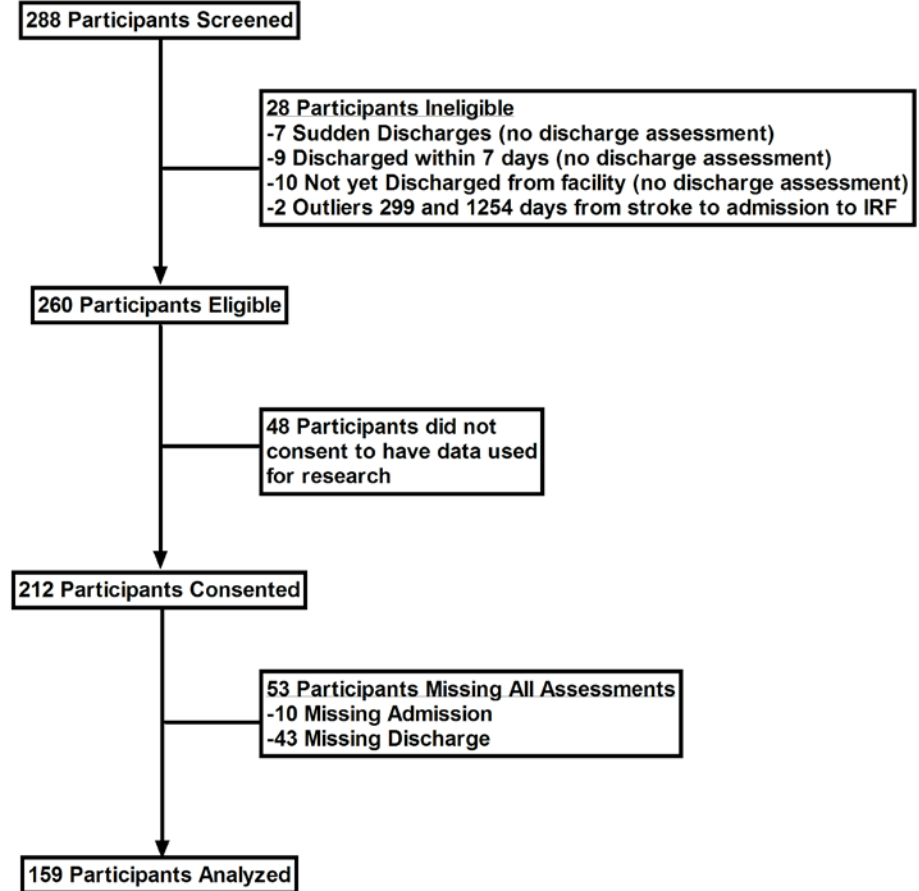 288 Participants Screened
28 Participants Ineligible
-7 Sudden Discharges (no discharge assessment)
-9 Discharged within 7 days (no discharge assessment)
-10 Not yet Discharged from facility (no discharge assessment)
-2 Outliers 299 and 1254 days from stroke to admission to IRF
260 Participants Eligible
48 Participants did not
consent to have data used
for research
212 Participants Consented
53 Participants Missing All Assessments
-10 Missing Admission
-43 Missing Discharge
159 Participants Analyzed